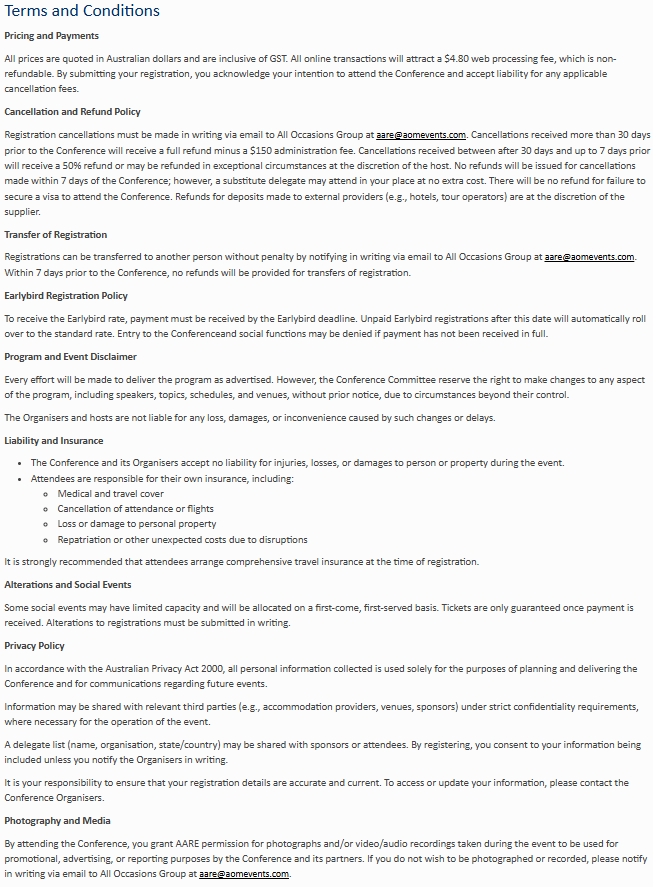 Terms and Conditions
Pricing and Payments
All prices are quoted in Australian dollars and are inclusive of GST. All online transactions will attract a $4.80 web processing fee, which is non-
refundable. By submitting your registration, you acknowledge your intention to attend the Conference and accept liability for any applicable
cancellation fees.
Cancellation and Refund Policy
Registration cancellations must be made in writing via email to All Occasions Group at aare@aomevents.com. Cancellations received more than 30 days
prior to the Conference will receive a full refund minus a $150 administration fee. Cancellations received between after 30 days and up to 7 days prior
will receive a 50% refund or may be refunded in exceptional circumstances at the discretion of the host. No refunds will be issued for cancellations
made within 7 days of the Conference; however, a substitute delegate may attend in your place at no extra cost. There will be no refund for failure to
secure a visa to attend the Conference. Refunds for deposits made to external providers (e.g., hotels, tour operators) are at the discretion of the
supplier.
Transfer of Registration
Registrations can be transferred to another person without penalty by notifying in writing via email to All Occasions Group at aare@aomevents.com.
Within 7 days prior to the Conference, no refunds will be provided for transfers of registration.
Earlybird Registration Policy
To receive the Earlybird rate, payment must be received by the Earlybird deadline. Unpaid Earlybird registrations after this date will automatically roll
over to the standard rate. Entry to the Conferenceand social functions may be denied if payment has not been received in full.
Program and Event Disclaimer
Every effort will be made to deliver the program as advertised. However, the Conference Committee reserve the right to make changes to any aspect
of the program, including speakers, topics, schedules, and venues, without prior notice, due to circumstances beyond their control.
The Organisers and hosts are not liable for any loss, damages, or inconvenience caused by such changes or delays.
Liability and Insurance
• The Conference and its Organisers accept no liability for injuries, losses, or damages to person or property during the event.
• Attendees are responsible for their own insurance, including:
o Medical and travel cover
o Cancellation of attendance or flights
o Loss or damage to personal property
o Repatriation or other unexpected costs due to disruptions
It is strongly recommended that attendees arrange comprehensive travel insurance at the time of registration.
Alterations and Social Events
Some social events may have limited capacity and will be allocated on a first-come, first-served basis. Tickets are only guaranteed once payment is
received. Alterations to registrations must be submitted in writing.
Privacy Policy
In accordance with the Australian Privacy Act 2000, all personal information collected is used solely for the purposes of planning and delivering the
Conference and for communications regarding future events.
Information may be shared with relevant third parties (e.g., accommodation providers, venues, sponsors) under strict confidentiality requirements,
where necessary for the operation of the event.
A delegate list (name, organisation, state/country) may be shared with sponsors or attendees. By registering, you consent to your information being
included unless you notify the Organisers in writing.
It is your responsibility to ensure that your registration details are accurate and current. To access or update your information, please contact the
Conference Organisers.
Photography and Media
By attending the Conference, you grant AARE permission for photographs and/or video/audio recordings taken during the event to be used for
promotional, advertising, or reporting purposes by the Conference and its partners. If you do not wish to be photographed or recorded, please notify
in writing via email to All Occasions Group at aare@aomevents.com.